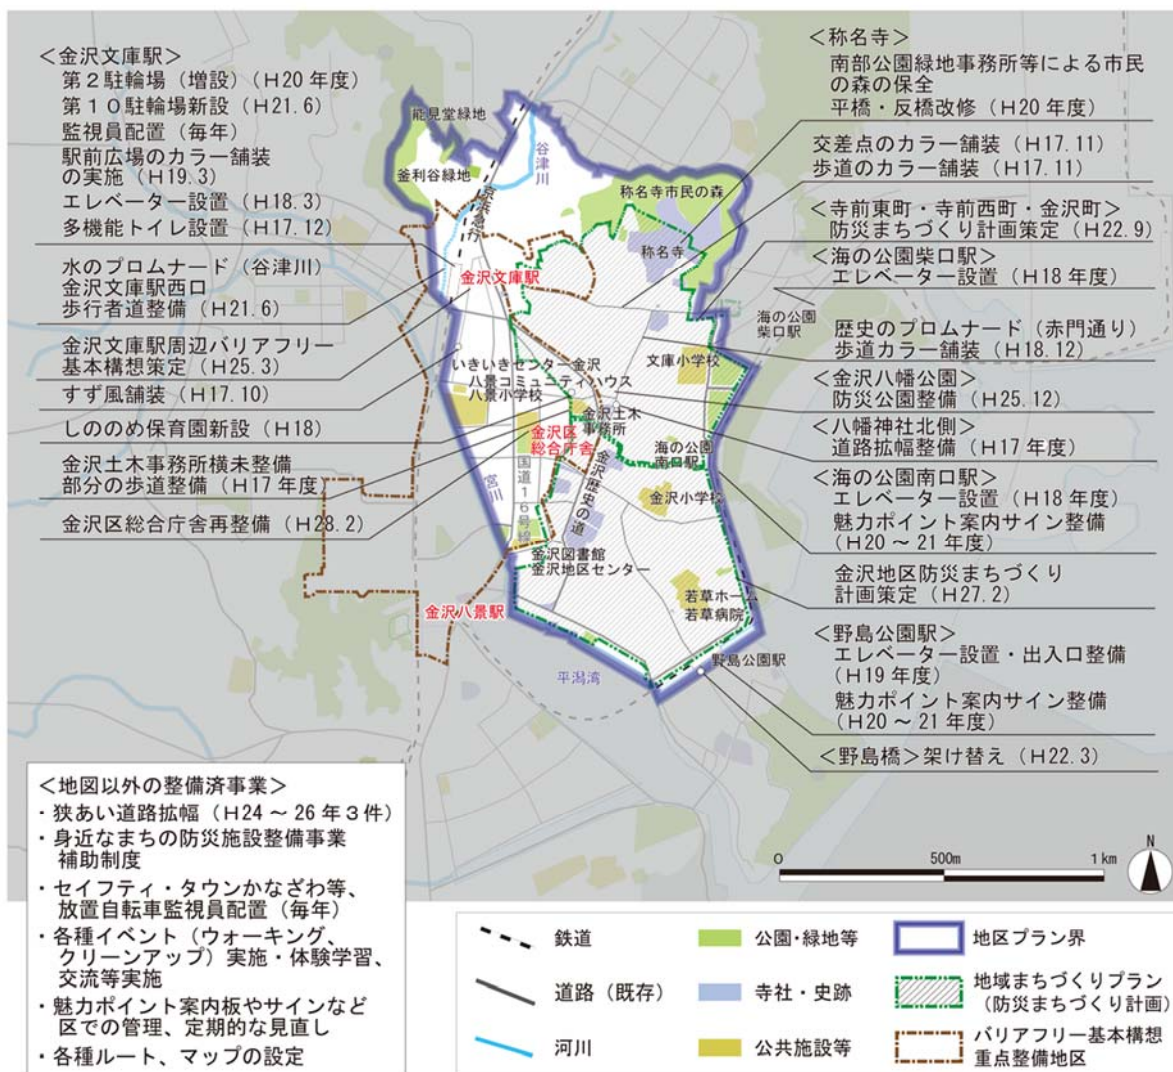 <金沢文庫駅>
第2駐輪場(増設)(H20年度)
第10駐輪場新設(H21.6)
監視員配置(毎年)
駅前広場のカラー舗装
の実施(H19.3)
エレベーター設置(H18.3)
多機能トイレ設置(H17.12)
水のプロムナード(谷津川)
金沢文庫駅西口
歩行者道整備(H21.6)
金沢文庫駅周辺バリアフリー
基本構想策定(H25.3)
すず風舗装(H17.10)
しののめ保育園新設(H18)
金沢土木事務所横未整備
部分の歩道整備(H17年度)
金沢区総合庁舎再整備(H28.2)
能見堂緑地
釜利谷緑地
谷津川
京浜急行
称名寺市民の森
称名寺
金沢文庫駅
海の公園
柴口駅
文庫小学校
いきいきセンター金沢
八景コミュニティハウス
八景小学校
金沢土木
事務所
金沢区
総合庁舎
海の公園
南口駅
国道16号線
宮川
金沢歴史の道
金沢小学校
金沢図書館
金沢地区センター
若草ホーム
若草病院
金沢八景駅
野島公園駅
平潟湾
<称名寺>
南部公園緑地事務所等による市民
の森の保全
平橋・反橋改修(H20年度)
交差点のカラー舗装(H17.11)
歩道のカラー舗装(H17.11)
<寺前東町・寺前西町・金沢町>
防災まちづくり計画策定(H22.9)
<海の公園柴口駅>
エレベーター設置(H18年度)
歴史のプロムナード(赤門通り)
歩道カラー舗装(H18.12)
<金沢八幡公園>
防災公園整備(H25.12)
<八幡神社北側>
道路拡幅整備(H17年度)
<海の公園南口駅>
エレベーター設置(H18年度)
魅力ポイント案内サイン整備
(H20~21年度)
金沢地区防災まちづくり
計画策定(H27.2)
<野島公園駅>
エレベーター設置・出入口整備
(H19年度)
魅力ポイント案内サイン整備
(H20~21年度)
<野島橋>架け替え(H22.3)
<地図以外の整備済事業>
・狭あい道路拡幅(H24~26年3件)
・身近なまちの防災施設整備事業
補助制度
・セイフティ・タウンかなざわ等、
放置自転車監視員配置(毎年)
・各種イベント(ウォーキング、
クリーンアップ)実施・体験学習、
交流等実施
・魅力ポイント案内板やサインなど
区での管理、定期的な見直し
・各種ルート、マップの設定
0 500m 1km
N
鉄道
道路(既存)
河川
公園・緑地等
寺社・史跡
公共施設等
地区プラン界
地域まちづくりプラン
(防災まちづくり計画)
バリアフリー基本構想
重点整備地区